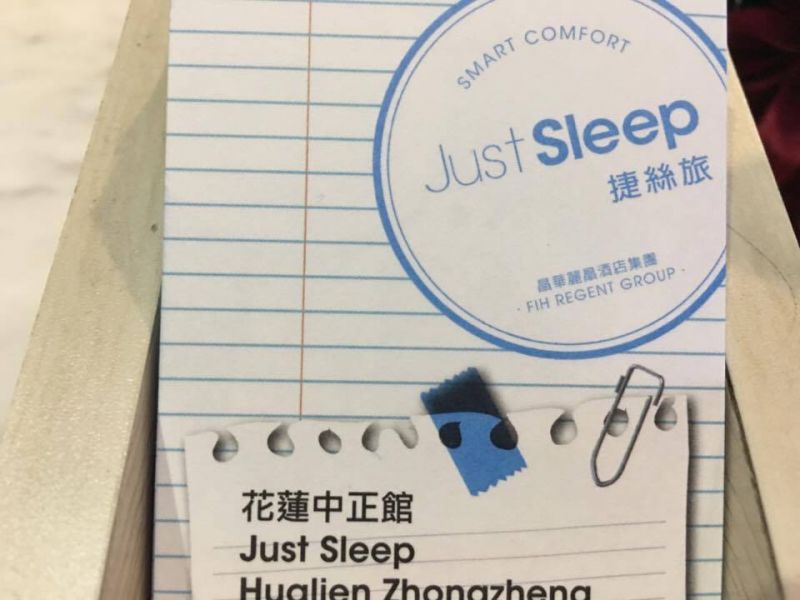 SMART COMFORT
Just Sleep
捷絲旅
晶華麗晶酒店集團
· FIH REGENT GROUP ·
花蓮中正館
Just Sleep
Hualien Zhongzheng